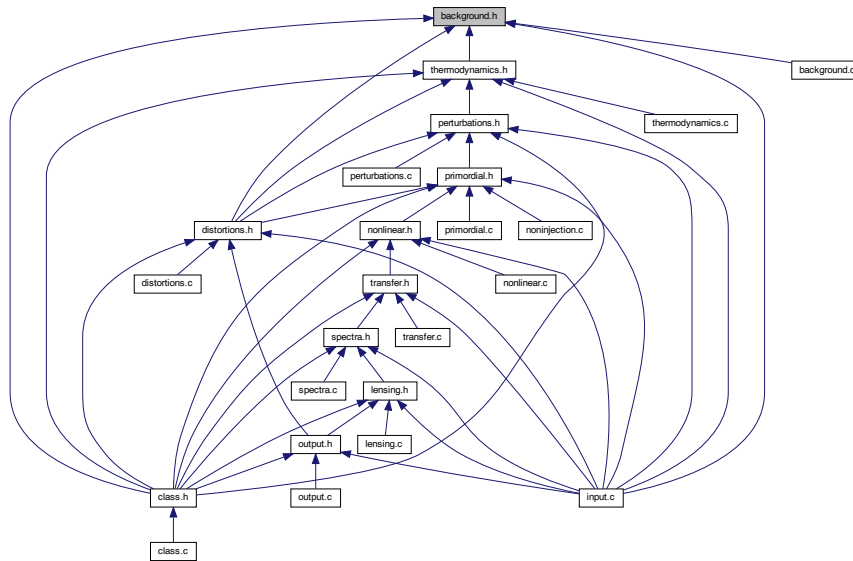 background.h
thermodynamics.h
background.c
perturbations.h
thermodynamics.c
perturbations.c
primordial.h
distortions.h
nonlinear.h
primordial.c
noninjection.c
distortions.c
transfer.h
nonlinear.c
spectra.h
transfer.c
spectra.c
lensing.h
output.h
lensing.c
class.h
output.c
input.c
class.c